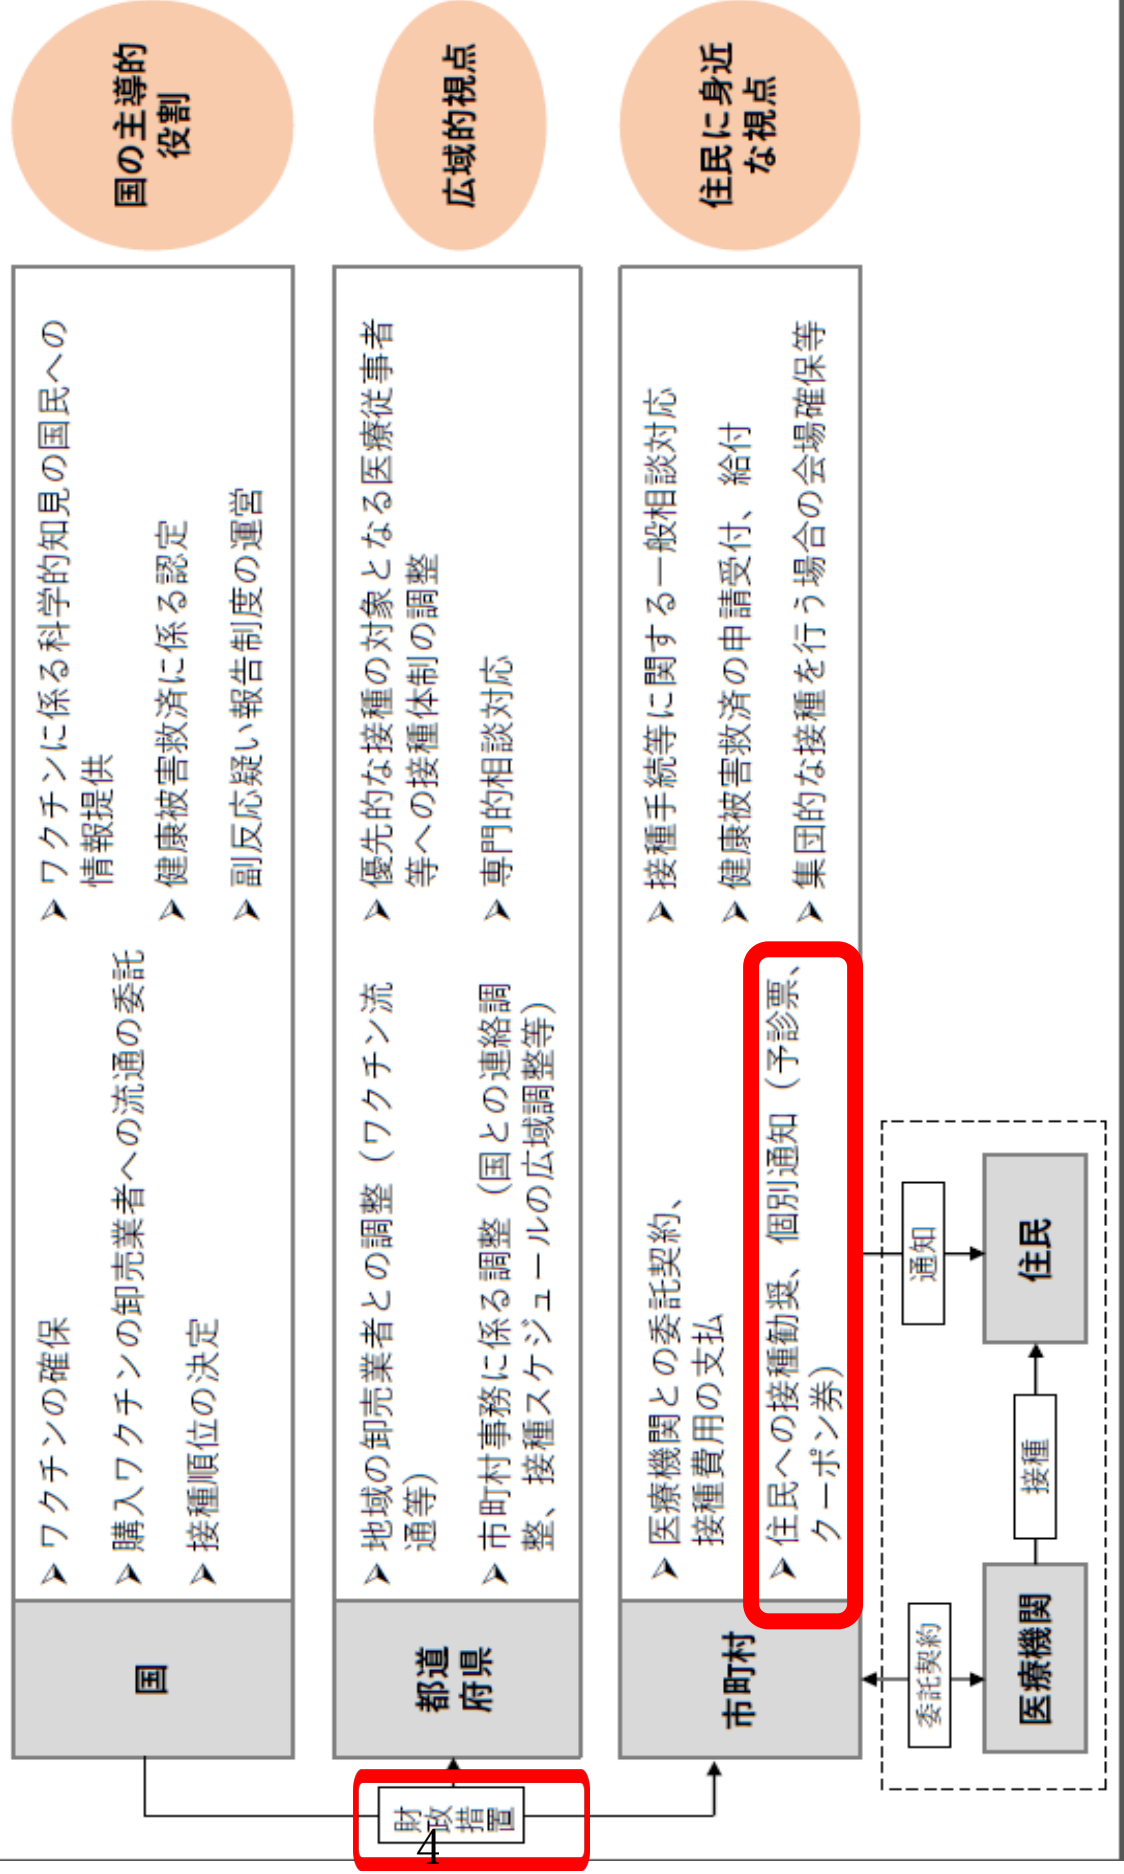 国
➤ ワクチンの確保
➤ 購入ワクチンの卸売業者への流通の委託
➤ 接種順位の決定
➤ ワクチンに係る科学的知見の国民への
情報提供
➤ 健康被害救済に係る認定
➤ 副反応疑い報告制度の運営
国の主導的
役割
財政
措置
4
都道
府県
➤ 地域の卸売業者との調整（ワクチン流
通等）
➤ 市町村事務に係る調整（国との連絡調
整、接種スケジュールの広域調整等）
➤ 優先的な接種の対象となる医療従事者
等への接種体制の調整
➤ 専門的相談対応
広域的視点
市町村
➤ 医療機関との委託契約、
接種費用の支払
➤ 住民への接種勧奨、個別通知（予診票、
クーポン券）
➤ 接種手続等に関する一般相談対応
➤ 健康被害救済の申請受付、給付
➤ 集団的な接種を行う場合の会場確保等
住民に身近
な視点
委託契約
通知
医療機関
接種
住民